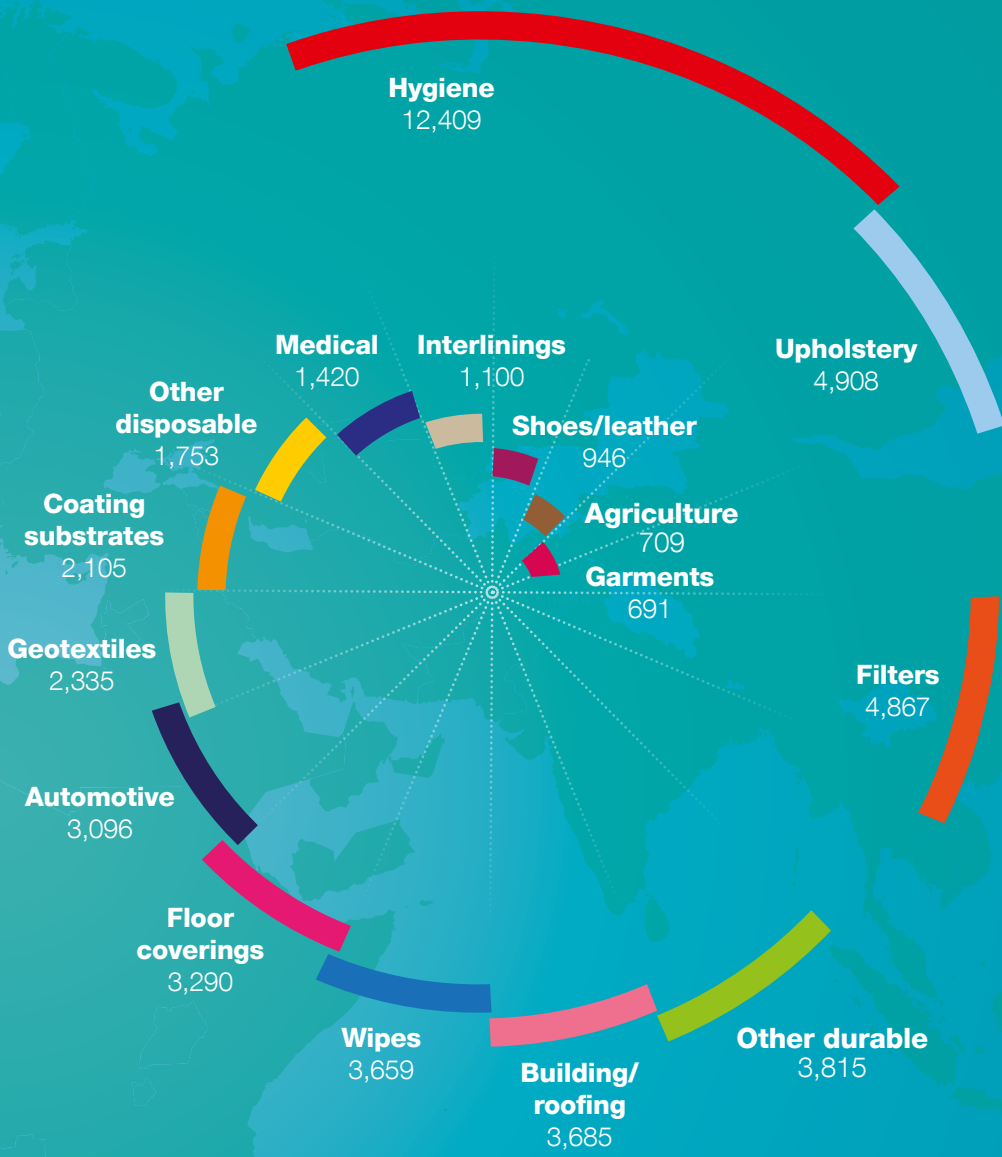 Hygiene
12,409
Upholstery
4,908
Medical
1,420
Interlinings
1,100
Other
disposable
1,753
Shoes/leather
946
Coating
substrates
2,105
Agriculture
709
Garments
691
Geotextiles
2,335
Filters
4,867
Automotive
3,096
Floor
coverings
3,290
Wipes
3,659
Building/
roofing
3,685
Other durable
3,815